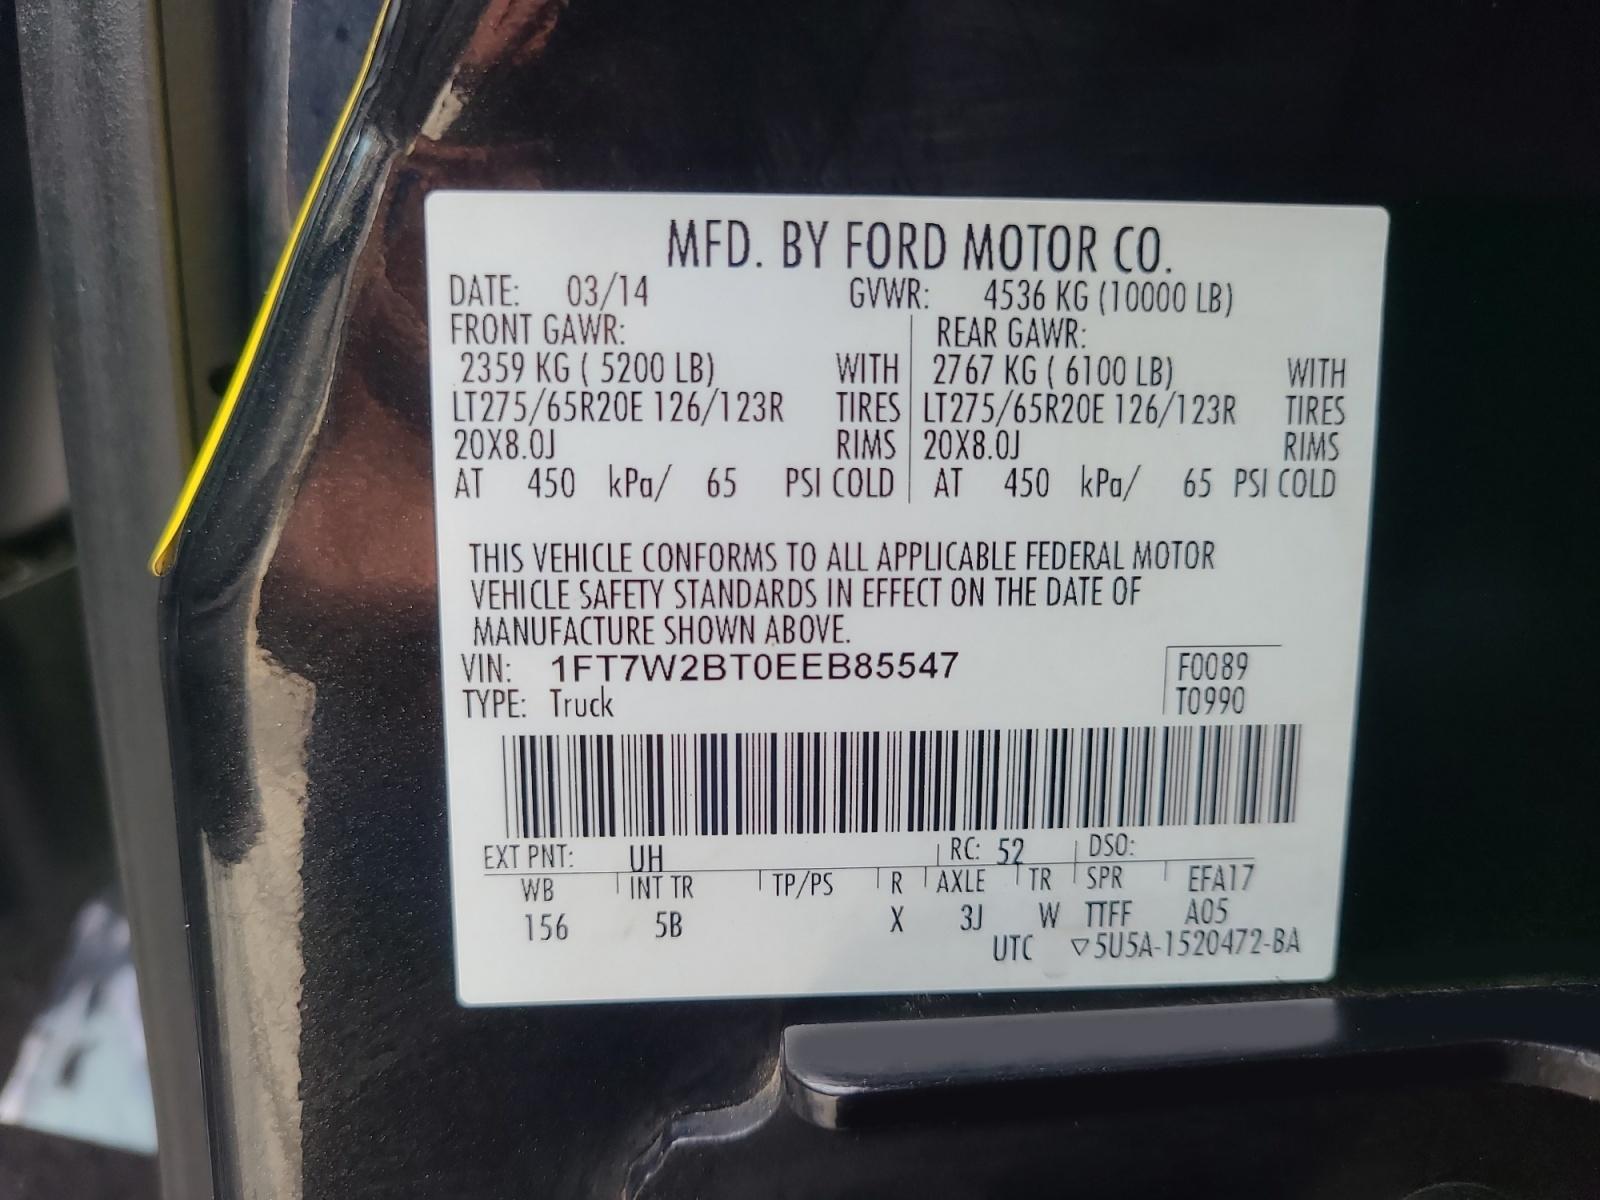 MFD. BY FORD MOTOR CO.
DATE: 03/14 GVWR: 4536 KG (10000 LB)
FRONT GAWR: REAR GAWR:
2359 KG ( 5200 LB) WITH 2767 KG ( 6100 LB) WITH
LT275/65R20E 126/123R TIRES LT275/65R20E 126/123R TIRES
20X8.0J RIMS 20X8.0J RIMS
AT 450 kPa/ 65 PSI COLD AT 450 kPa/ 65 PSI COLD
THIS VEHICLE CONFORMS TO ALL APPLICABLE FEDERAL MOTOR
VEHICLE SAFETY STANDARDS IN EFFECT ON THE DATE OF
MANUFACTURE SHOWN ABOVE.
VIN: 1FT7W2BT0EEB85547 F0089
TYPE: Truck T0990
EXT PNT: UH RC: 52 DSO:
WB INT TR TP/PS R AXLE TR SPR EFA17
156 5B X 3J W TTFF A05
UTC ▽5U5A-1520472-BA